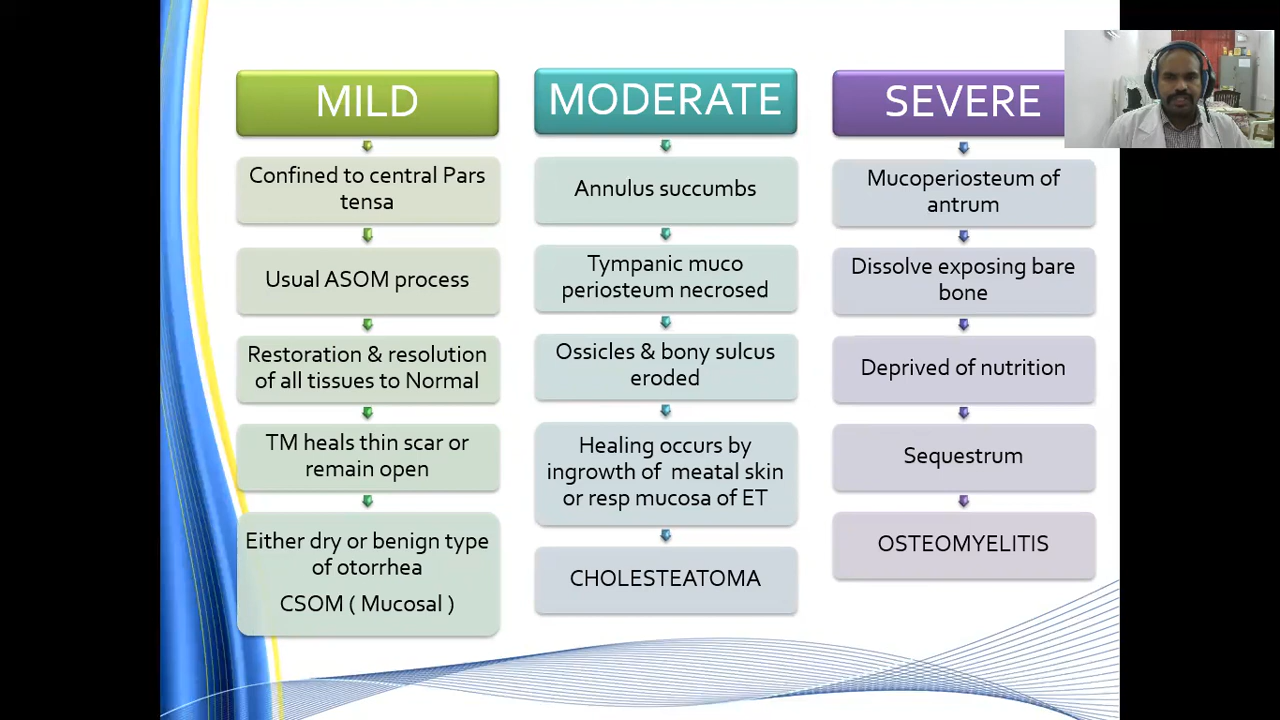 MILD
Confined to central Pars
tensa
Usual ASOM process
Restoration & resolution
of all tissues to Normal
TM heals thin scar or
remain open
Either dry or benign type
of otorrhea
CSOM ( Mucosal )
MODERATE
Annulus succumbs
Tympanic muco
periosteum necrosed
Ossicles & bony sulcus
eroded
Healing occurs by
ingrowth of meatal skin
or resp mucosa of ET
CHOLESTEATOMA
SEVERE
Mucoperiosteum of
antrum
Dissolve exposing bare
bone
Deprived of nutrition
Sequestrum
OSTEOMYELITIS